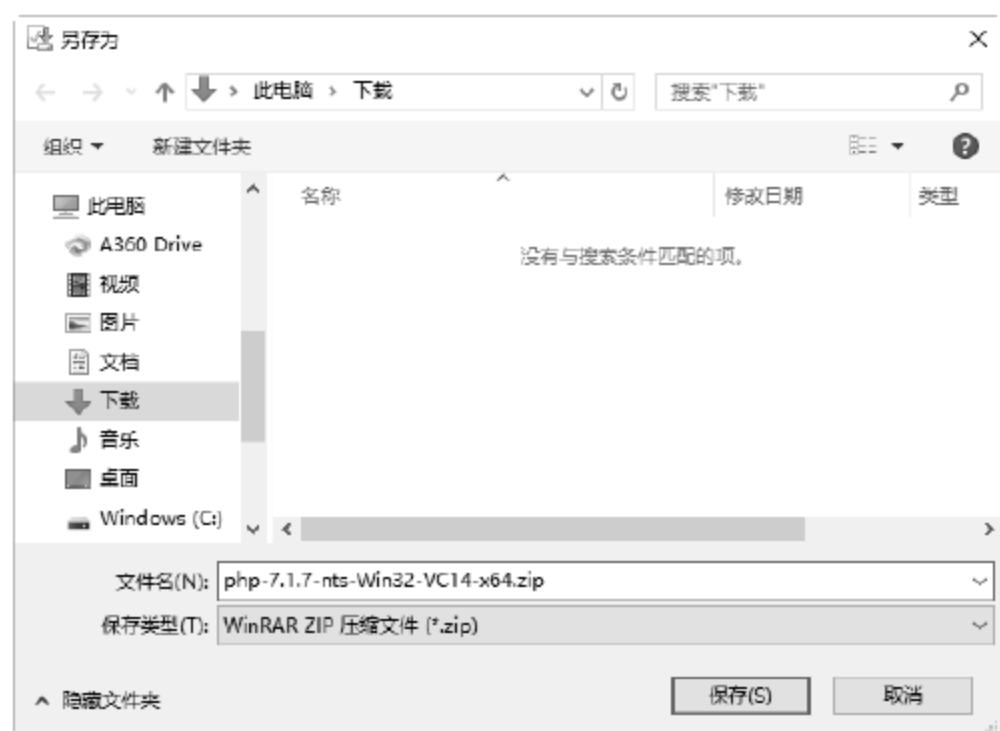 另存为
此电脑 › 下载
搜索"下载"
组织
新建文件夹
名称
修改日期
类型
没有与搜索条件匹配的项。
此电脑
A360 Drive
视频
图片
文档
下载
音乐
桌面
Windows (C:)
文件名(N): php-7.1.7-nts-Win32-VC14-x64.zip
保存类型(T): WinRAR ZIP 压缩文件 (*.zip)
隐藏文件夹
保存(S)
取消